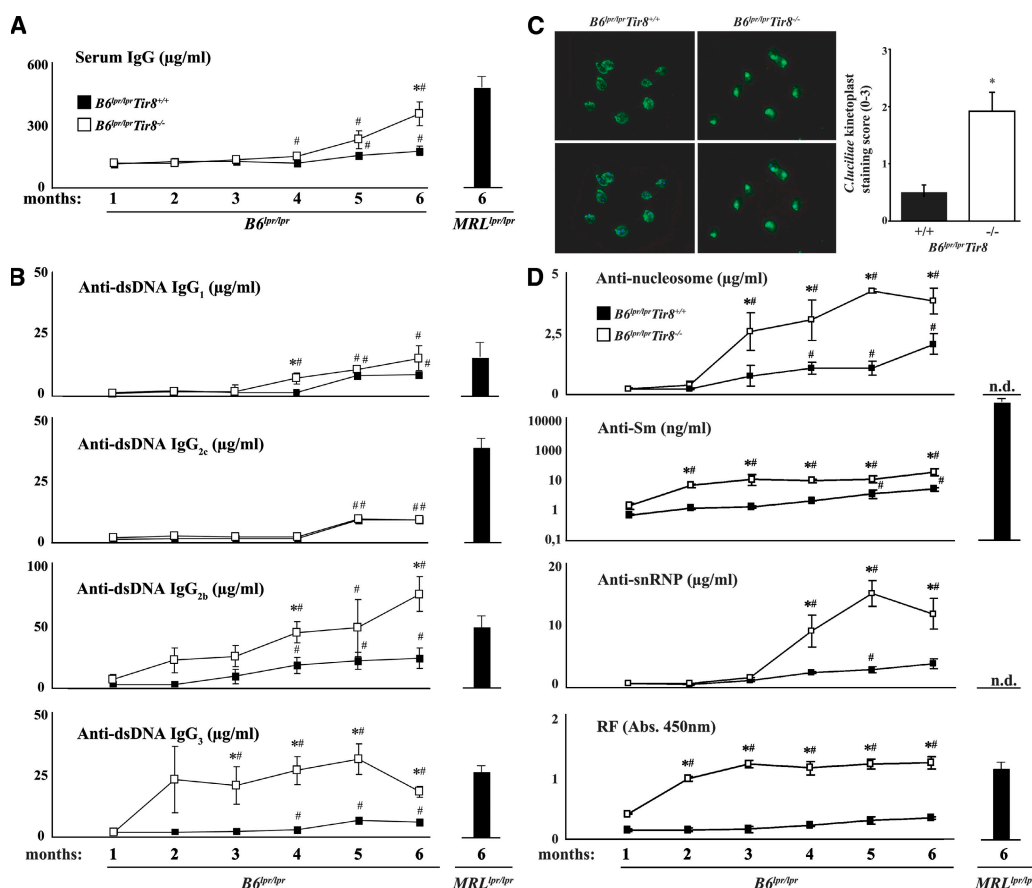 A
Serum IgG (µg/ml)
600
300
0
B6lpr/lprTir8+/+
B6lpr/lprTir8-/-
#
#
*#
#
#
months: 1 2 3 4 5 6 6
B6lpr/lpr MRLlpr/lpr
B
Anti-dsDNA IgG1 (µg/ml)
50
25
0
*#
# #
#
#
Anti-dsDNA IgG2c (µg/ml)
50
25
0
# #
# #
Anti-dsDNA IgG2b (µg/ml)
100
50
0
*#
#
#
#
*#
#
Anti-dsDNA IgG3 (µg/ml)
50
25
0
*#
*#
#
*#
#
*#
#
months: 1 2 3 4 5 6 6
B6lpr/lpr MRLlpr/lpr
C
B6lpr/lprTir8+/+ B6lpr/lprTir8-/-
C.luciliae kinetoplast
staining score (0-3)
3
2
1
0
*
+/+ -/-
B6lpr/lprTir8
D
Anti-nucleosome (µg/ml)
5
2,5
0
B6lpr/lprTir8+/+
B6lpr/lprTir8-/-
*#
*#
#
*#
#
*#
#
n.d.
Anti-Sm (ng/ml)
10000
1000
10
1
0,1
*#
*#
*#
*#
#
*#
#
Anti-snRNP (µg/ml)
20
10
0
*#
*#
#
*#
n.d.
RF (Abs. 450nm)
2
1
0
*#
*#
*#
*#
*#
months: 1 2 3 4 5 6 6
B6lpr/lpr MRLlpr/lpr